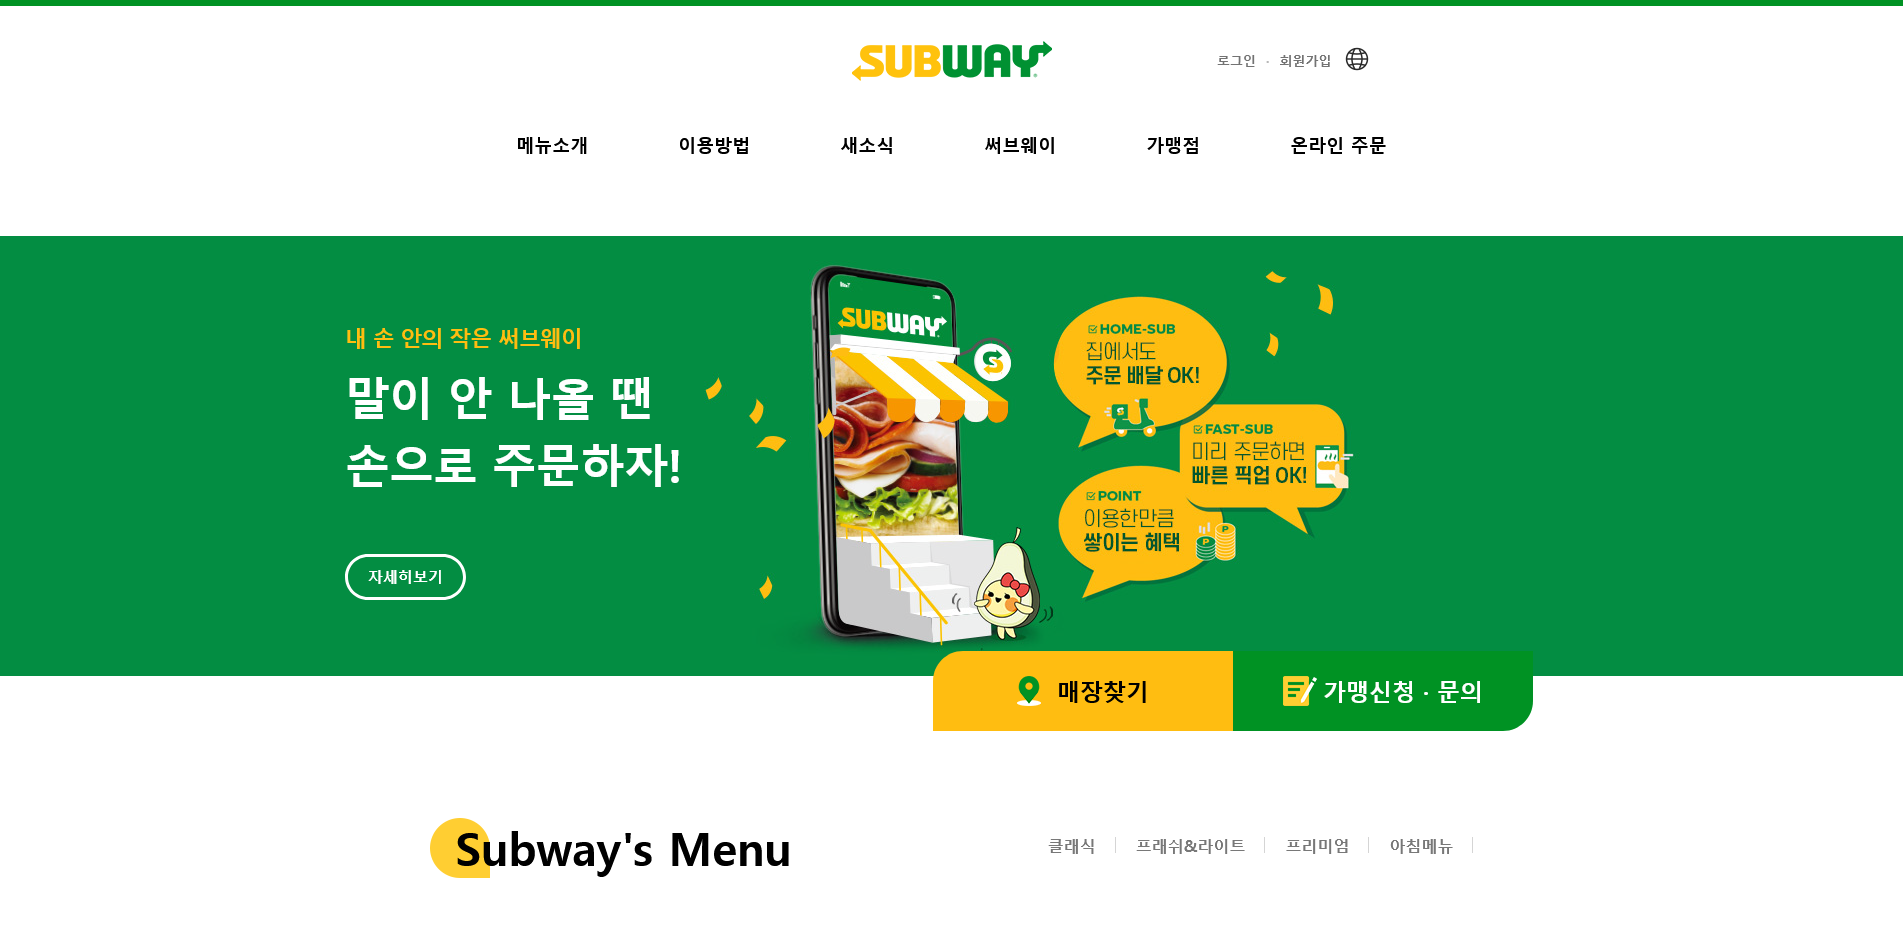 SUBWAY
로그인 · 회원가입
메뉴소개 이용방법 새소식 써브웨이 가맹점 온라인 주문
내 손 안의 작은 써브웨이
말이 안 나올 땐
손으로 주문하자!
자세히보기
SUBWAY
HOME-SUB
집에서도
주문 배달 OK!
FAST-SUB
미리 주문하면
빠른 픽업 OK!
POINT
이용한만큼
쌓이는 혜택
P
P
매장찾기
가맹신청 · 문의
Subway's Menu
클래식 프래쉬&라이트 프리미엄 아침메뉴